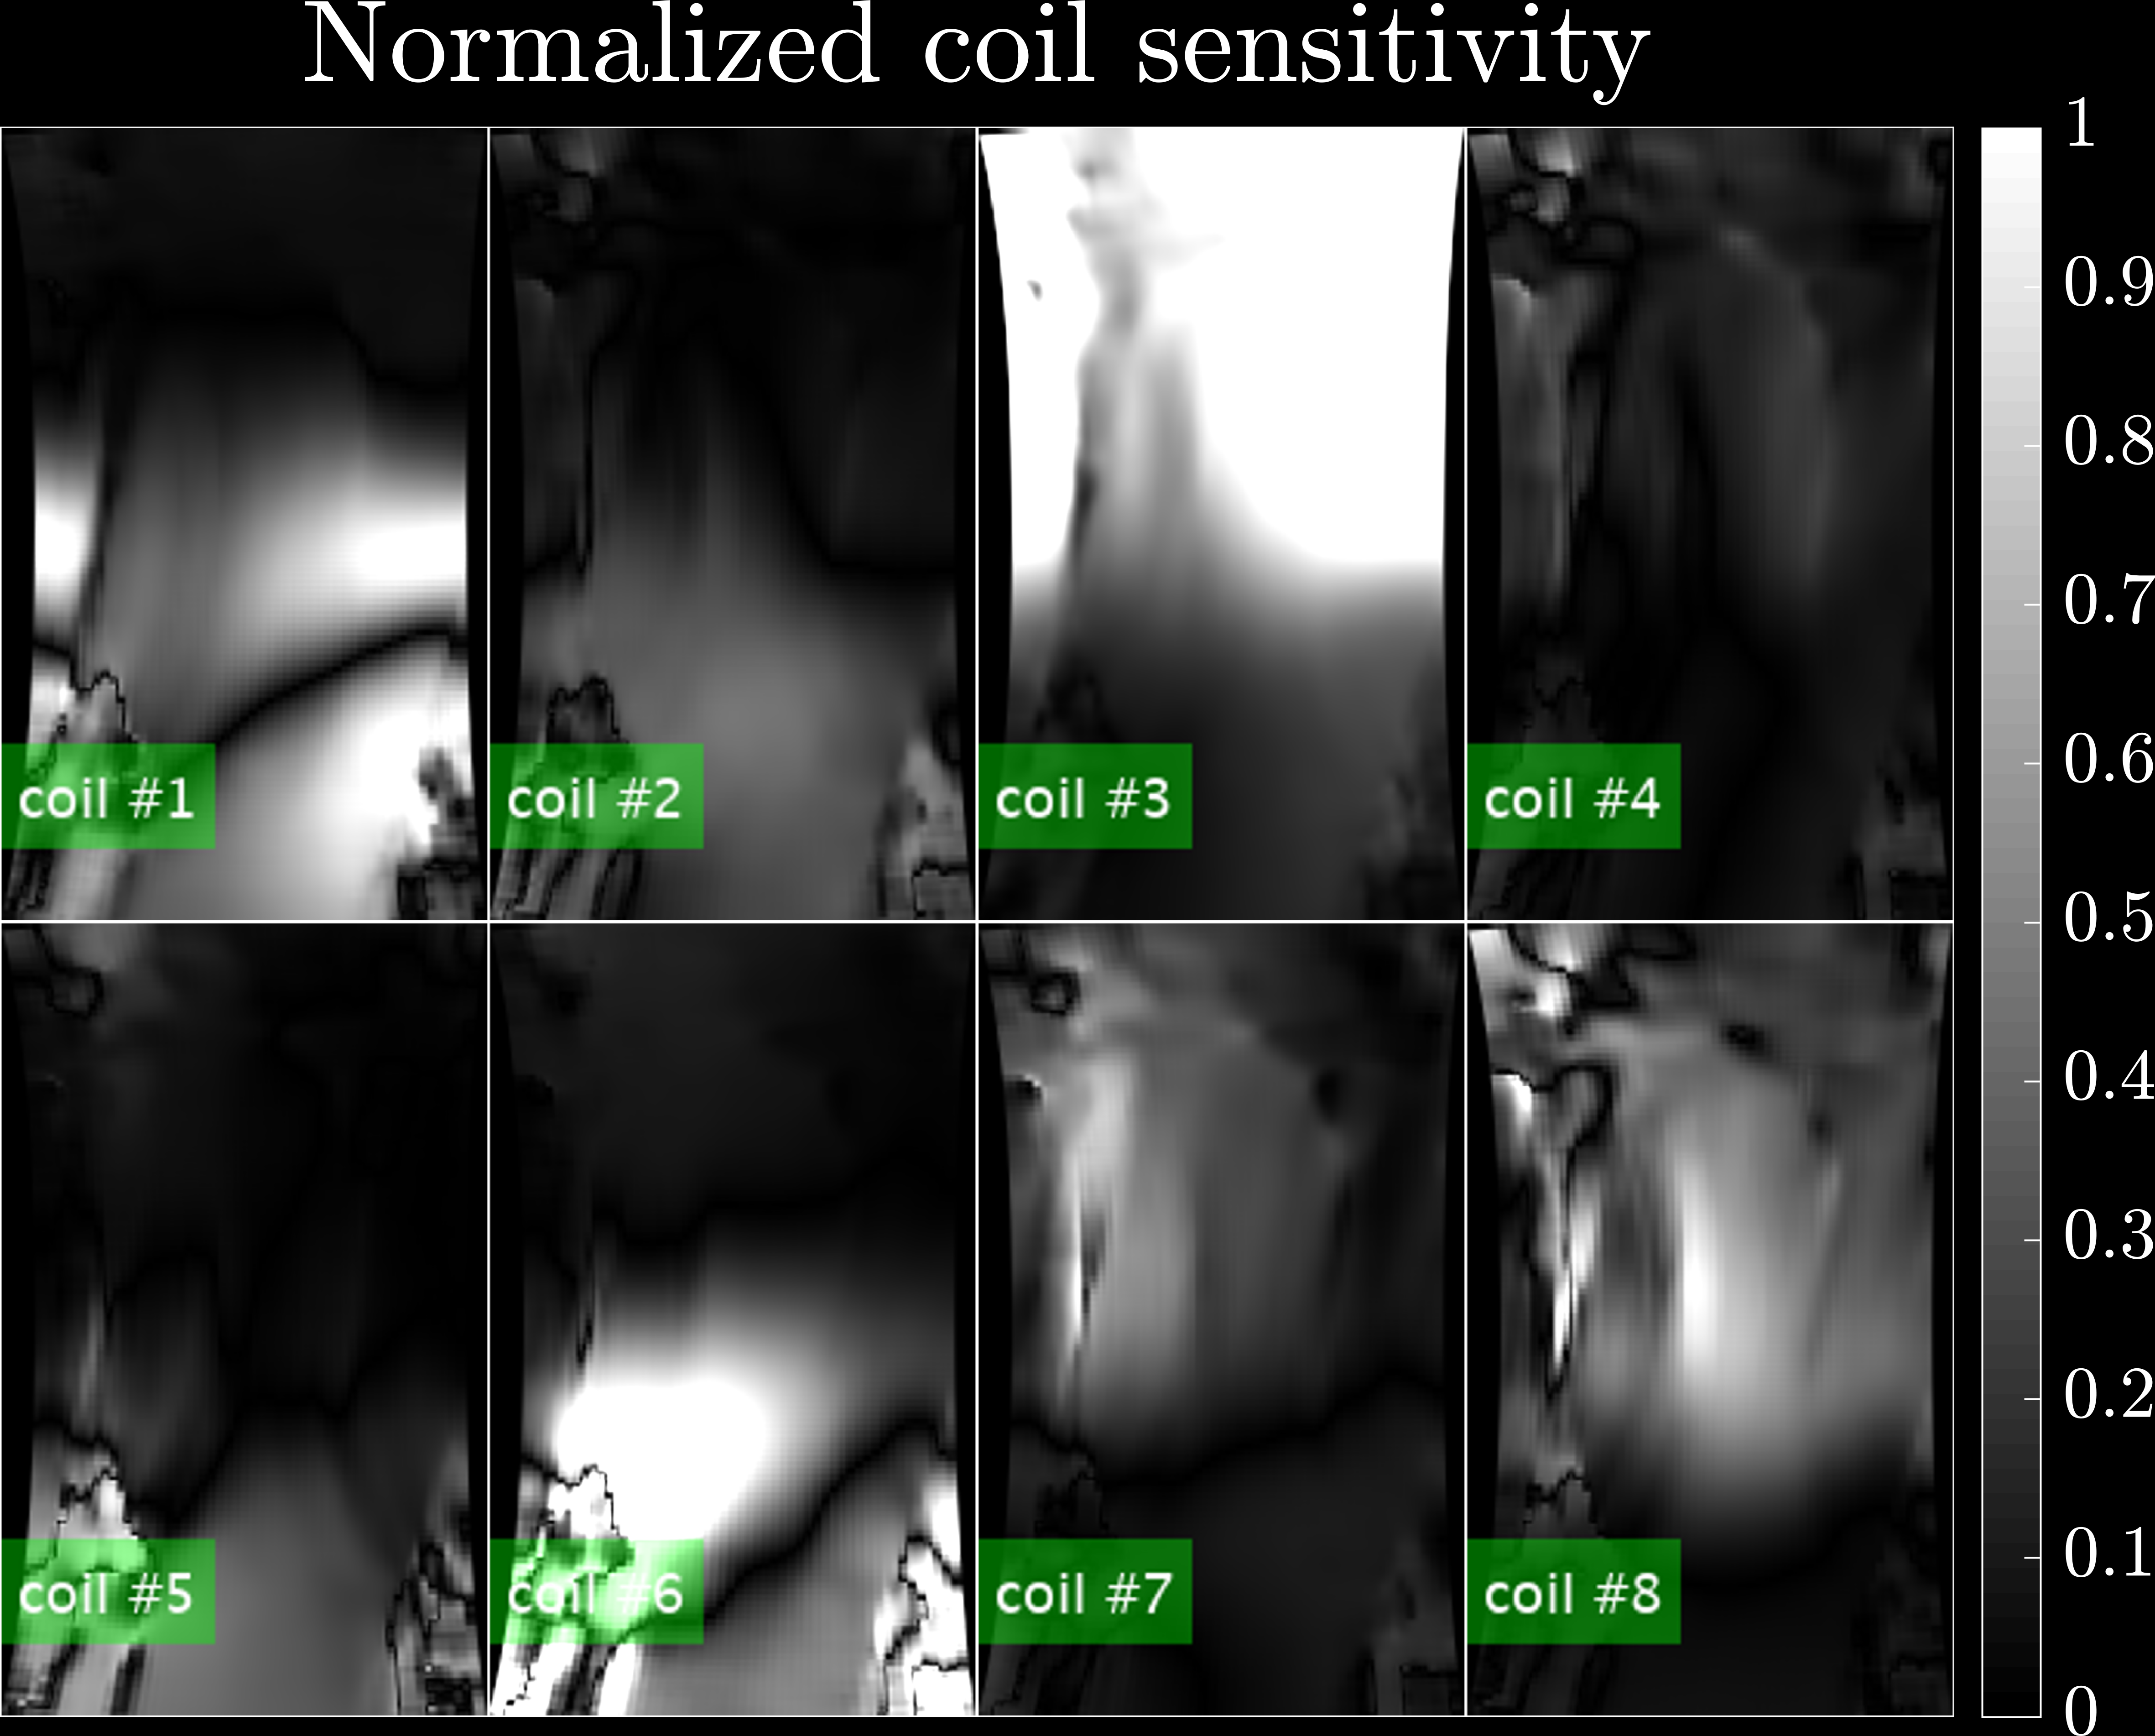 Normalized coil sensitivity
coil #1
coil #2
coil #3
coil #4
coil #5
coil #6
coil #7
coil #8
1
0.9
0.8
0.7
0.6
0.5
0.4
0.3
0.2
0.1
0